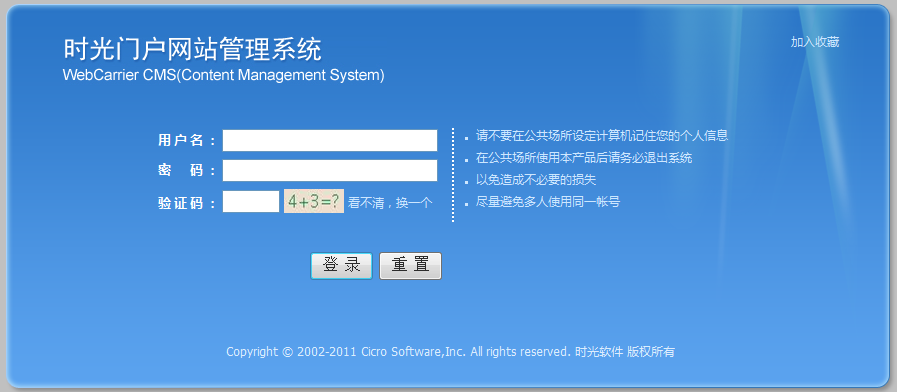 时光门户网站管理系统
WebCarrier CMS(Content Management System)
加入收藏
用户名：
密 码：
验证码： 4+3=? 看不清，换一个
请不要在公共场所设定计算机记住您的个人信息
在公共场所使用本产品后请务必退出系统
以免造成不必要的损失
尽量避免多人使用同一帐号
登 录 重 置
Copyright © 2002-2011 Cicro Software,Inc. All rights reserved. 时光软件 版权所有